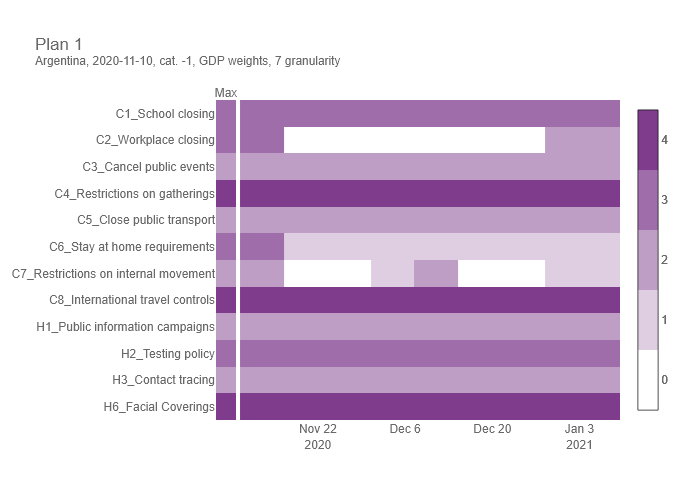 Plan 1
Argentina, 2020-11-10, cat. -1, GDP weights, 7 granularity
Max
C1_School closing
C2_Workplace closing
C3_Cancel public events
C4_Restrictions on gatherings
C5_Close public transport
C6_Stay at home requirements
C7_Restrictions on internal movement
C8_International travel controls
H1_Public information campaigns
H2_Testing policy
H3_Contact tracing
H6_Facial Coverings
Nov 22 Dec 6 Dec 20 Jan 3
2020 2021
4
3
2
1
0